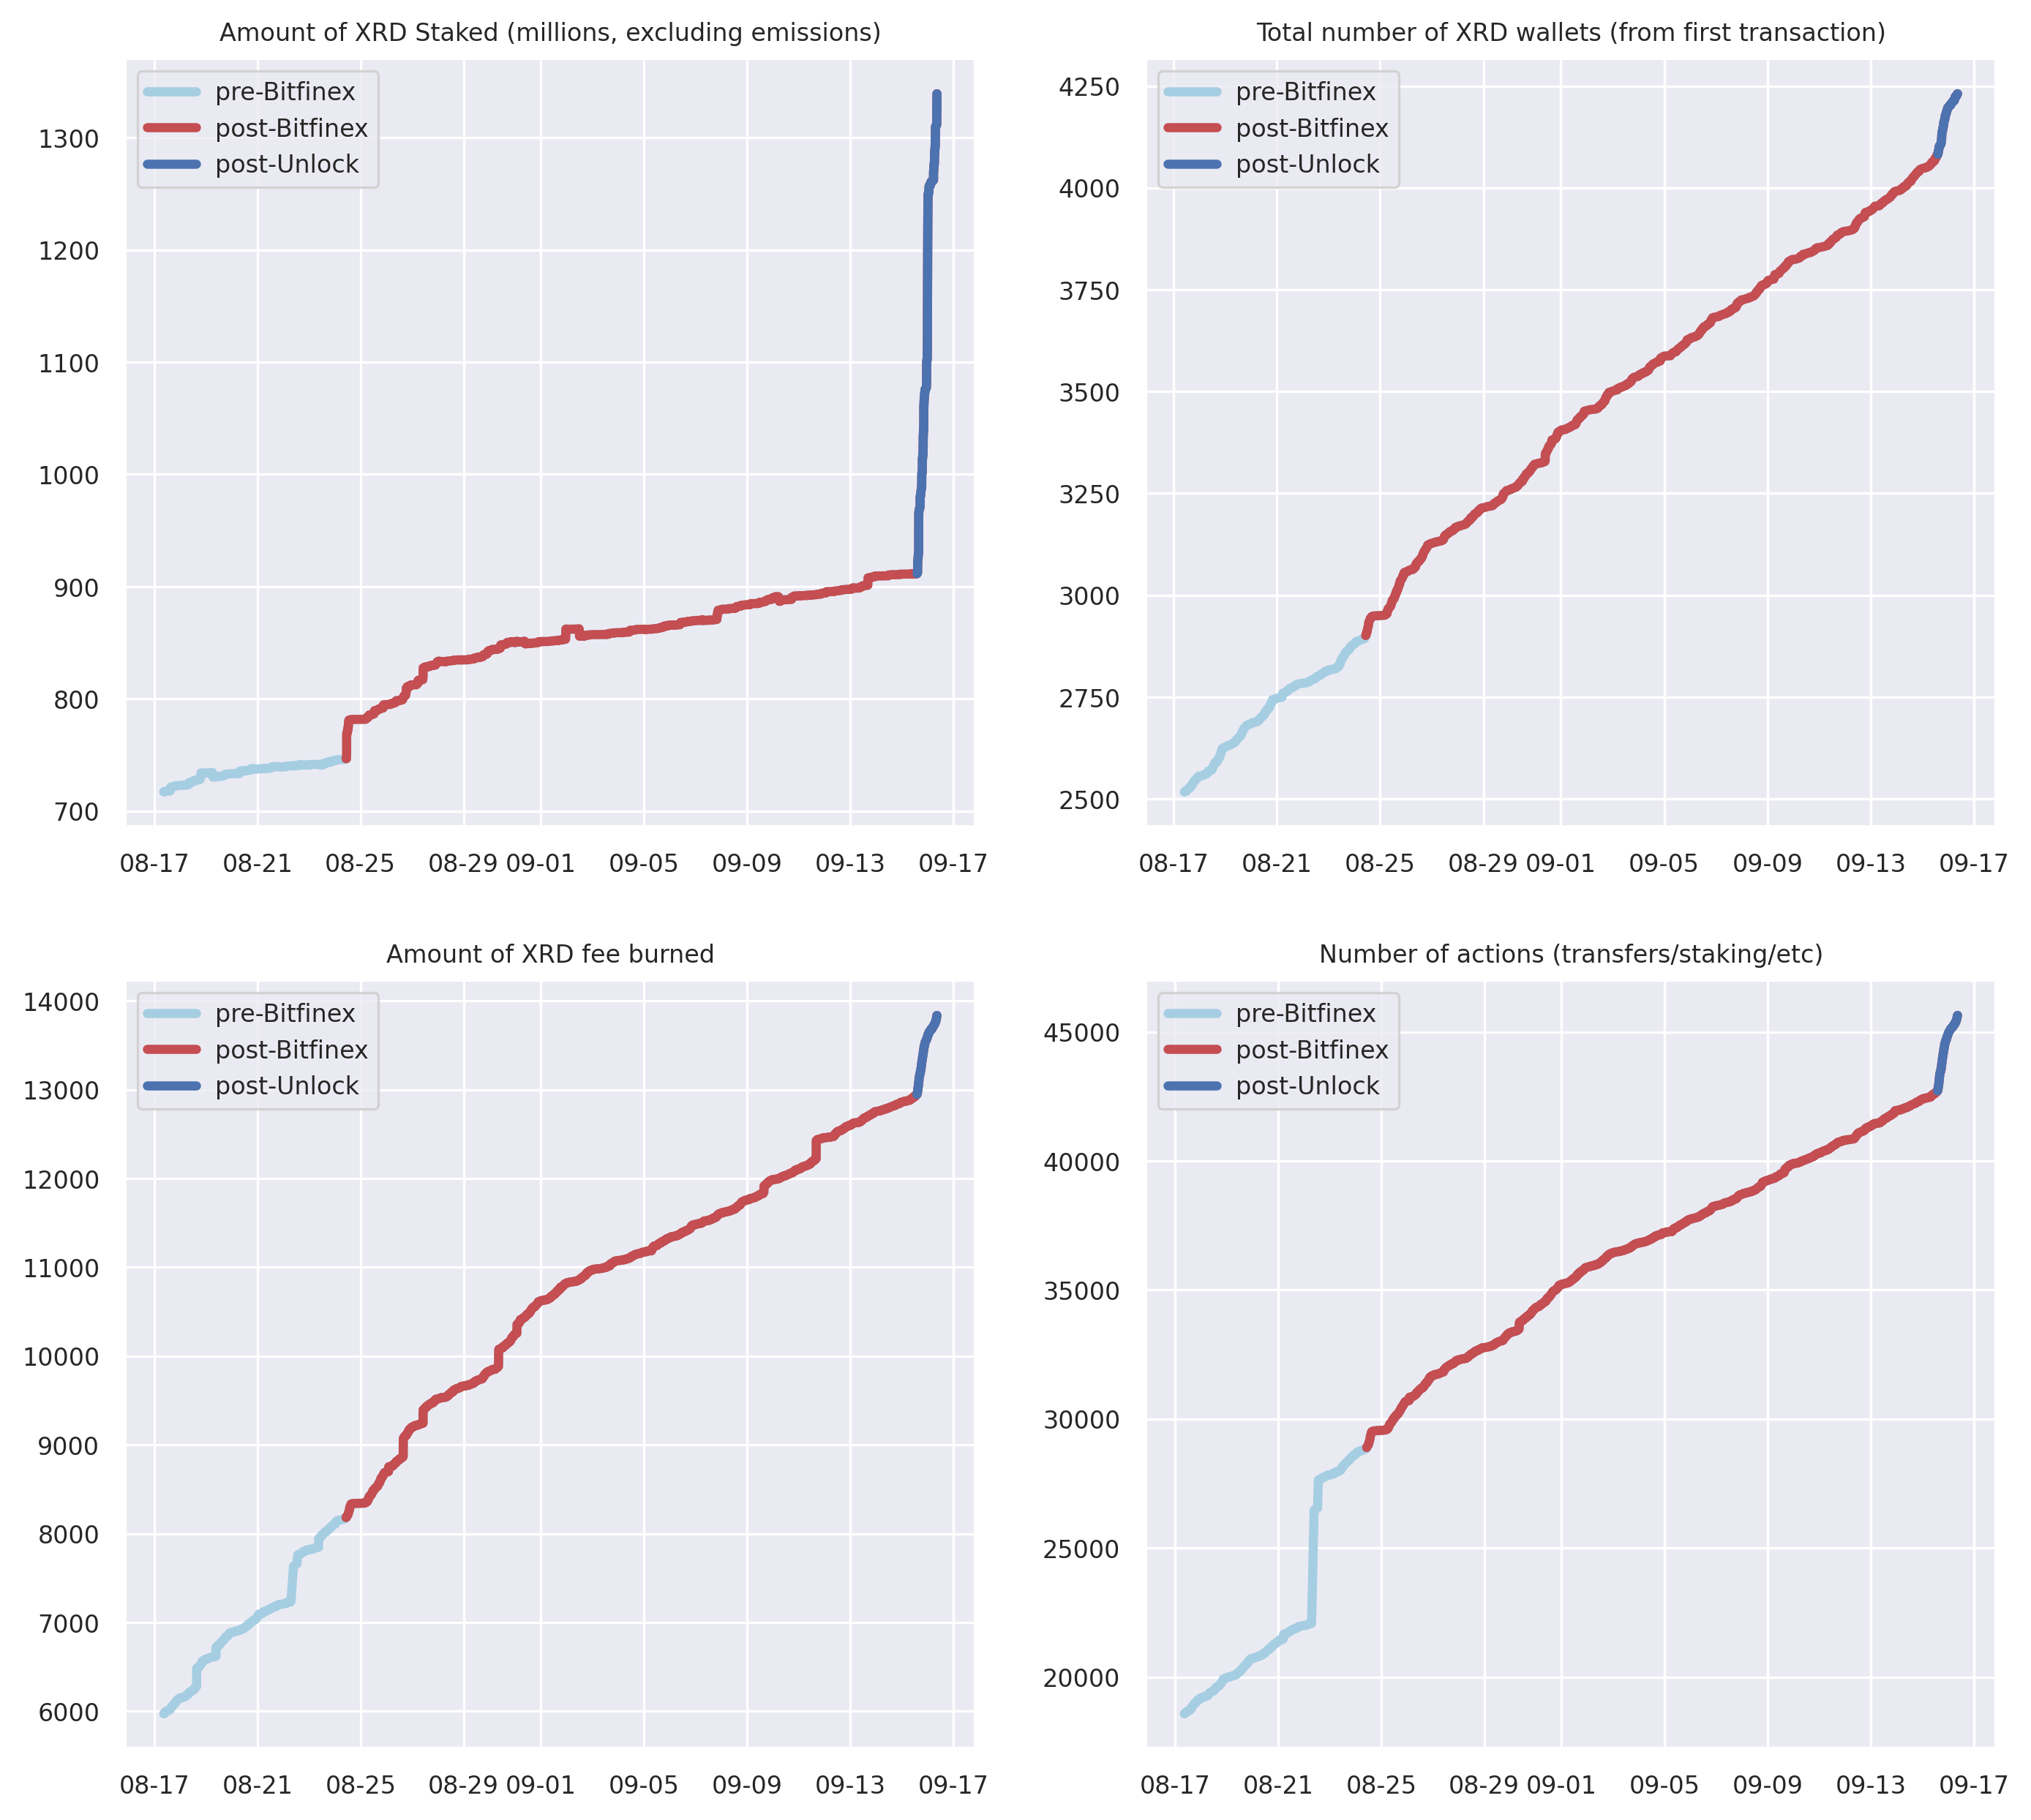 Amount of XRD Staked (millions, excluding emissions)
pre-Bitfinex
post-Bitfinex
post-Unlock
1300
1200
1100
1000
900
800
700
08-17 08-21 08-25 08-29 09-01 09-05 09-09 09-13 09-17
Total number of XRD wallets (from first transaction)
pre-Bitfinex
post-Bitfinex
post-Unlock
4250
4000
3750
3500
3250
3000
2750
2500
08-17 08-21 08-25 08-29 09-01 09-05 09-09 09-13 09-17
Amount of XRD fee burned
pre-Bitfinex
post-Bitfinex
post-Unlock
14000
13000
12000
11000
10000
9000
8000
7000
6000
08-17 08-21 08-25 08-29 09-01 09-05 09-09 09-13 09-17
Number of actions (transfers/staking/etc)
pre-Bitfinex
post-Bitfinex
post-Unlock
45000
40000
35000
30000
25000
20000
08-17 08-21 08-25 08-29 09-01 09-05 09-09 09-13 09-17